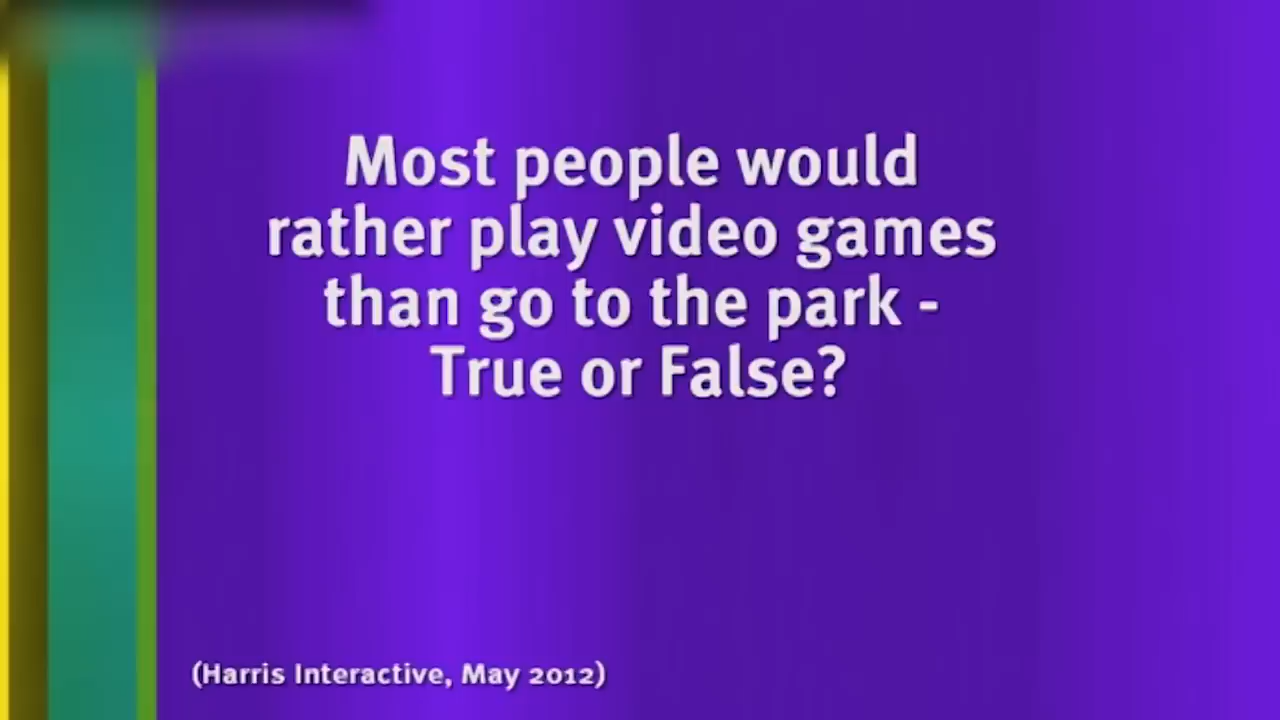 Most people would
rather play video games
than go to the park -
True or False?
(Harris Interactive, May 2012)